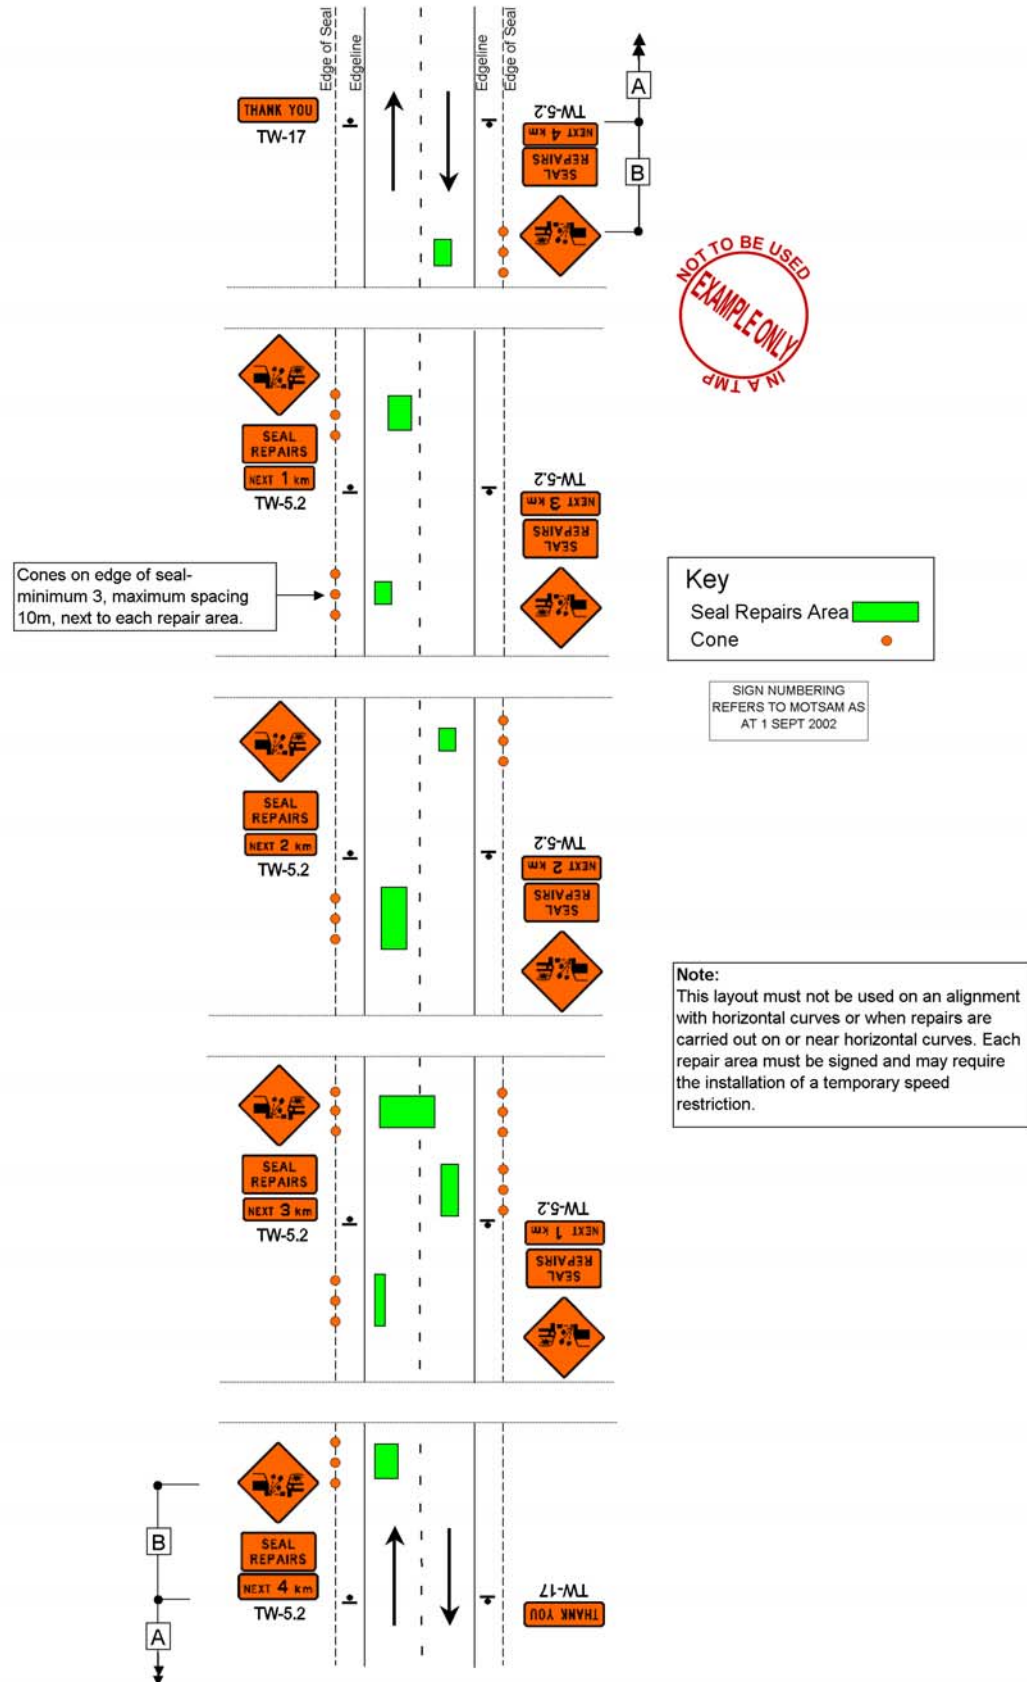 Edge of Seal
Edgeline
Edgeline
Edge of Seal
THANK YOU
TW-17
TW-5.2
NEXT 4 km
SEAL
REPAIRS
A
B
NOT TO BE USED
EXAMPLE ONLY
IN A TMP
SEAL
REPAIRS
NEXT 1 km
TW-5.2
TW-5.2
NEXT 3 km
SEAL
REPAIRS
Cones on edge of seal-
minimum 3, maximum spacing
10m, next to each repair area.
Key
Seal Repairs Area
Cone
SIGN NUMBERING
REFERS TO MOTSAM AS
AT 1 SEPT 2002
SEAL
REPAIRS
NEXT 2 km
TW-5.2
TW-5.2
NEXT 2 km
SEAL
REPAIRS
Note:
This layout must not be used on an alignment
with horizontal curves or when repairs are
carried out on or near horizontal curves. Each
repair area must be signed and may require
the installation of a temporary speed
restriction.
SEAL
REPAIRS
NEXT 3 km
TW-5.2
TW-5.2
NEXT 1 km
SEAL
REPAIRS
B
A
SEAL
REPAIRS
NEXT 4 km
TW-5.2
TW-17
THANK YOU